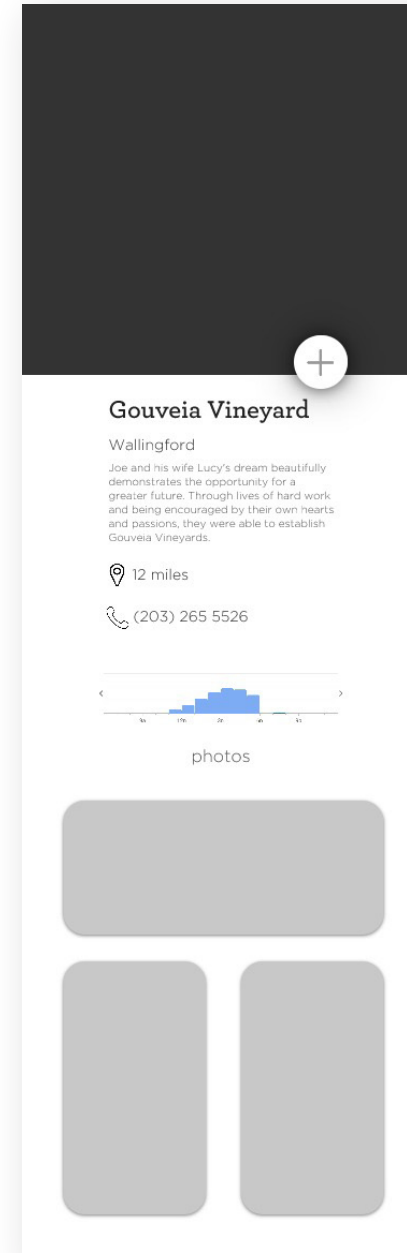 Gouveia Vineyard
Wallingford
Joe and his wife Lucy's dream beautifully
demonstrates the opportunity for a
greater future. Through lives of hard work
and being encouraged by their own hearts
and passions, they were able to establish
Gouveia Vineyards.
12 miles
(203) 265 5526
photos